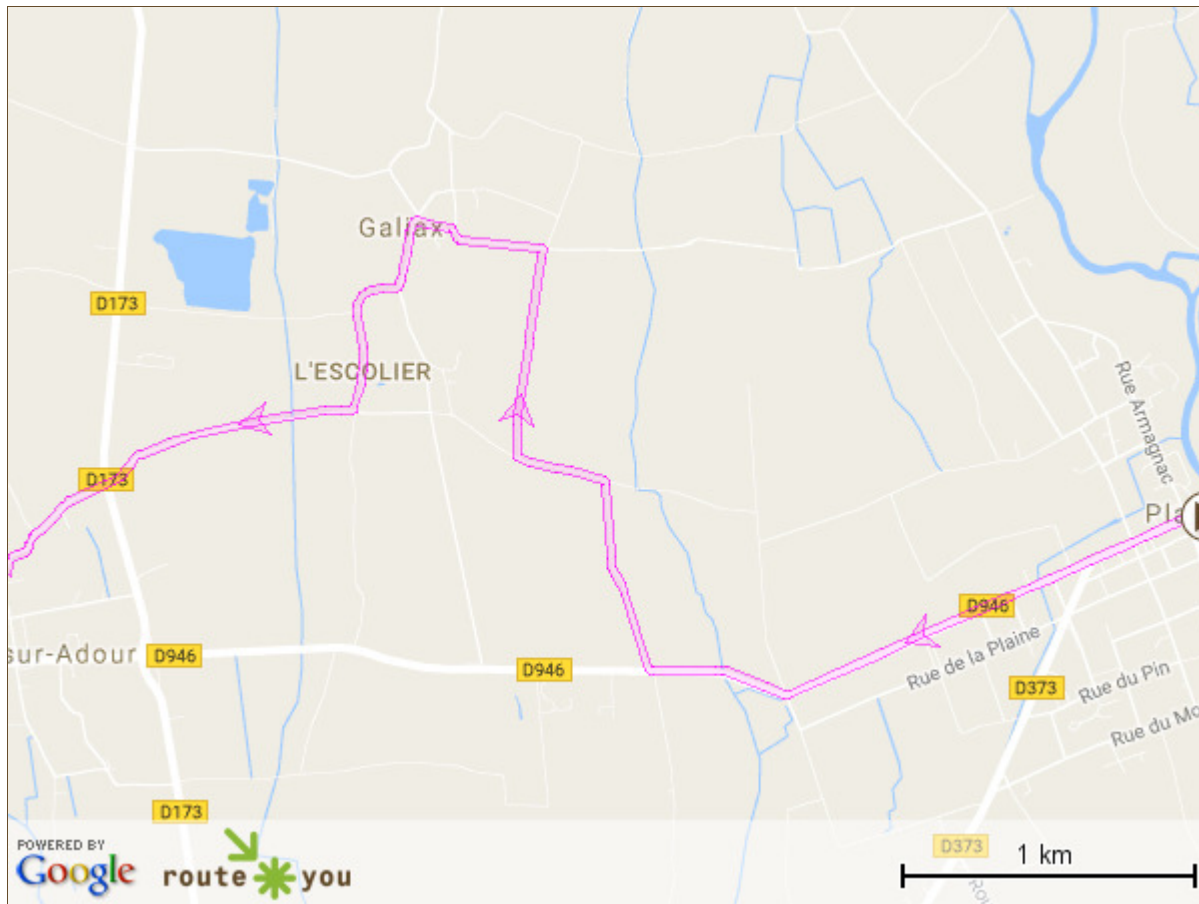 Galiax
D173
L'ESCOLIER
Rue Armagnac
D173
Pla
D946
sur-Adour
D946
D946
Rue de la Plaine
D373
Rue du Pin
Rue du Mo
D173
POWERED BY
Google
route you
D373
1 km
Rou